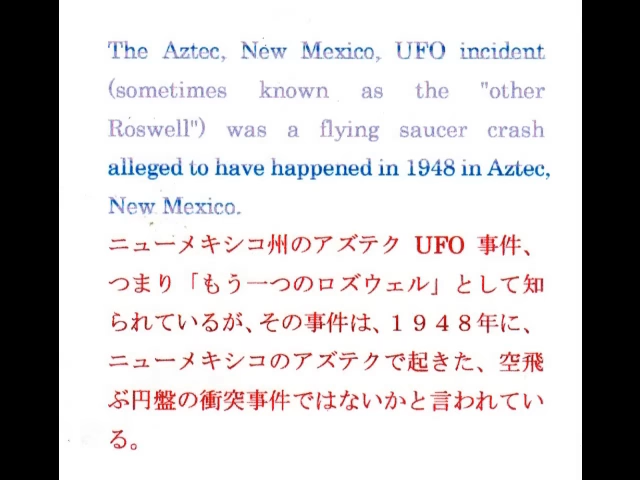 The Aztec, New Mexico, UFO incident
(sometimes known as the "other
Roswell") was a flying saucer crash
alleged to have happened in 1948 in Aztec,
New Mexico.
ニューメキシコ州のアズテク UFO 事件、
つまり「もう一つのロズウェル」として知
られているが、その事件は、１９４８年に、
ニューメキシコのアズテクで起きた、空飛
ぶ円盤の衝突事件ではないかと言われてい
る。